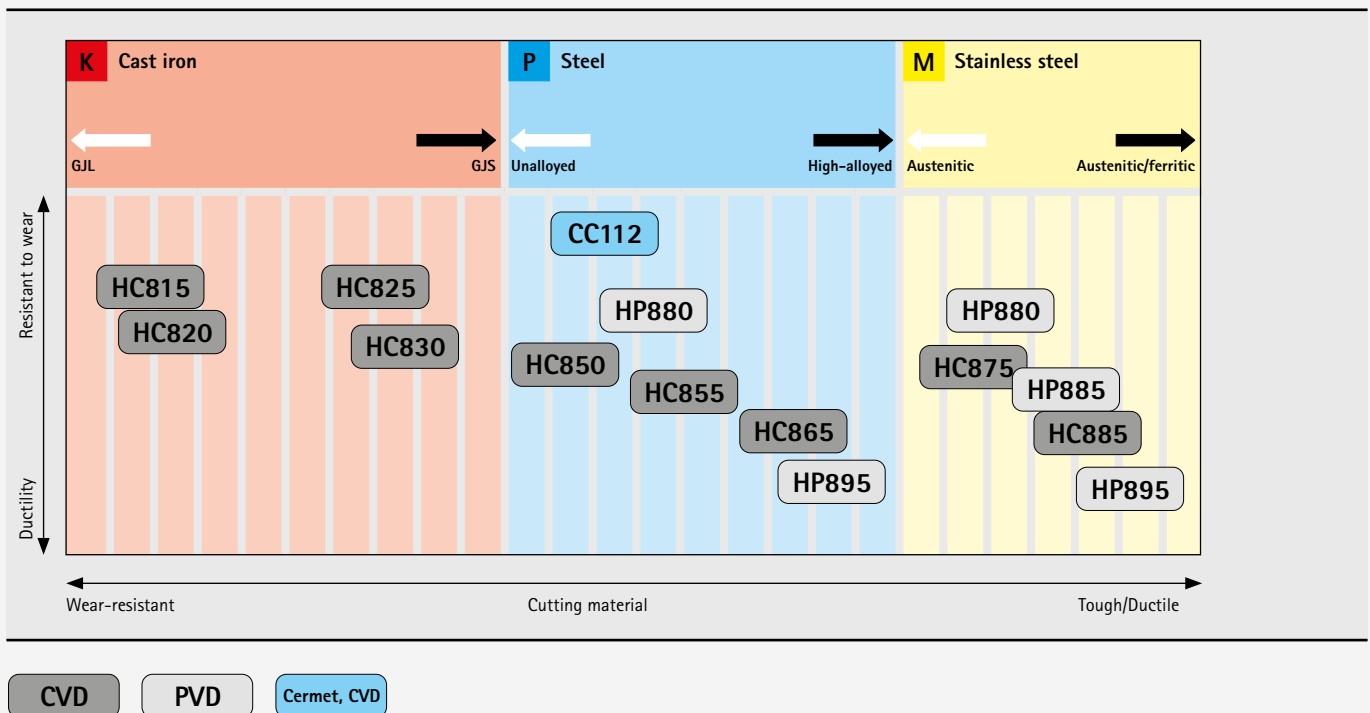 K Cast iron
P Steel
M Stainless steel
GJL
GJS
Unalloyed
High-alloyed
Austenitic
Austenitic/ferritic
Resistant to wear
Ductility
CC112
HC815
HC825
HP880
HP880
HC820
HC830
HC850
HC875
HC855
HP885
HC865
HC885
HP895
HP895
Wear-resistant
Cutting material
Tough/Ductile
CVD
PVD
Cermet, CVD